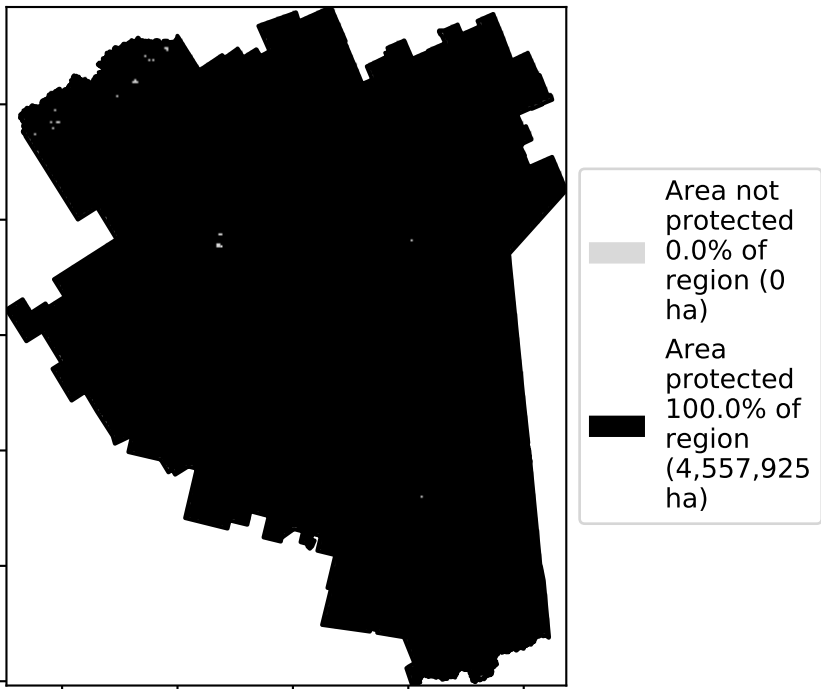 Area not
protected
0.0% of
region (0
ha)
Area
protected
100.0% of
region
(4,557,925
ha)